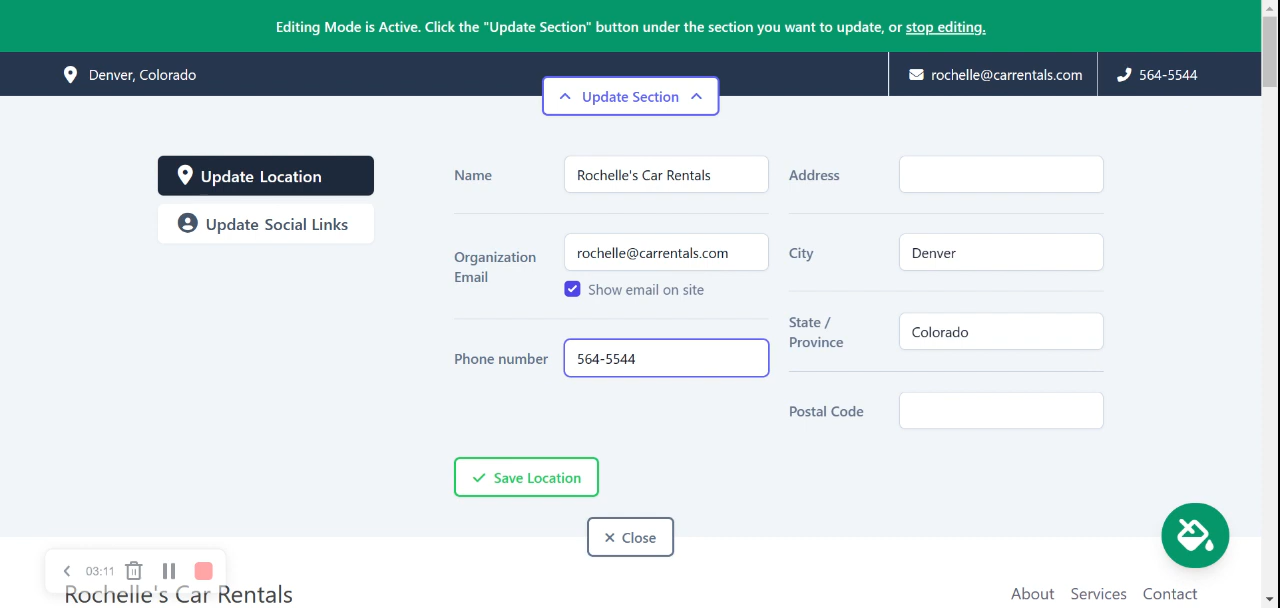 Editing Mode is Active. Click the "Update Section" button under the section you want to update, or stop editing.
Denver, Colorado
rochelle@carrentals.com
564-5544
Update Section
Update Location
Update Social Links
Name
Rochelle's Car Rentals
Organization
Email
rochelle@carrentals.com
Show email on site
Phone number
564-5544
Address
City
Denver
State /
Province
Colorado
Postal Code
Save Location
Close
03:11
Rochelle's Car Rentals
About
Services
Contact